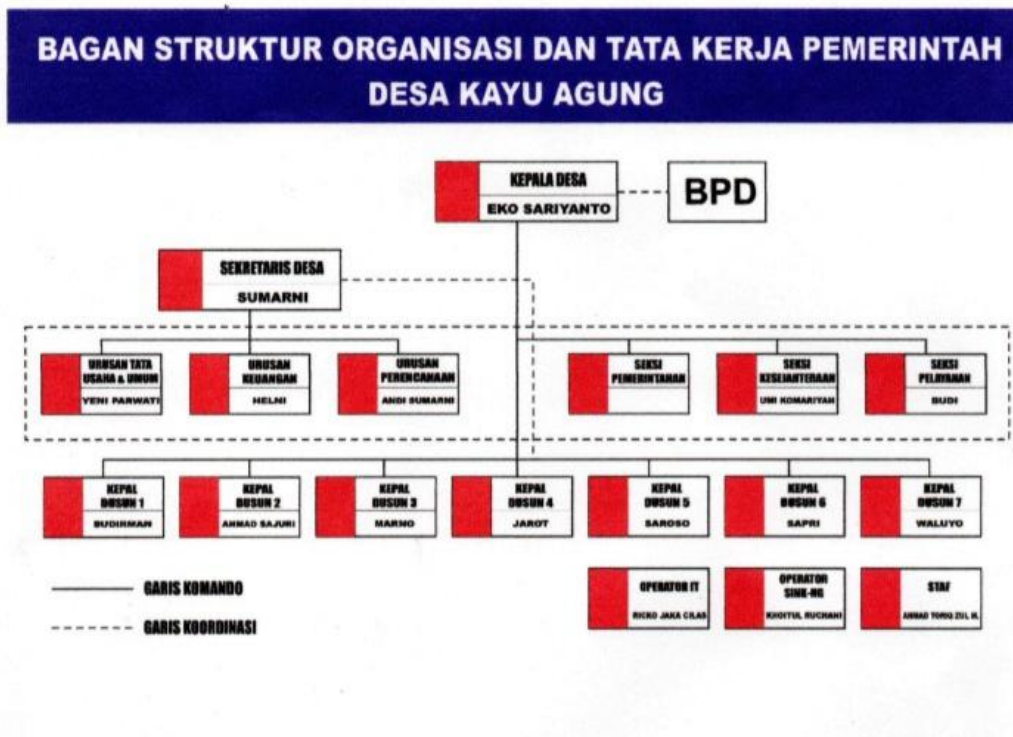 BAGAN STRUKTUR ORGANISASI DAN TATA KERJA PEMERINTAH
DESA KAYU AGUNG
KEPALA DESA
EKO SARIYANTO
BPD
SEKRETARIS DESA
SUMARNI
URUSAN TATA
USAHA & UMUM
YENI PARWATI
URUSAN
KEUANGAN
HELNI
URUSAN
PERENCANAAN
ANDI SUMARNI
SEKSI
PEMERINTAHAN
SEKSI
KESEJAHTERAAN
UMI KOMARIYAH
SEKSI
PELAYANAN
BUDI
KEPAL
DUSUN 1
BUDIRMAN
KEPAL
DUSUN 2
AHMAD SAJURI
KEPAL
DUSUN 3
MARNO
KEPAL
DUSUN 4
JAROT
KEPAL
DUSUN 5
SAROSO
KEPAL
DUSUN 6
SAPRI
KEPAL
DUSUN 7
WALUYO
GARIS KOMANDO
GARIS KOORDINASI
OPERATOR IT
RICKO JAKA CILAS
OPERATOR
KHOITUL RUCHANI
STAF
AHMAD TORIQ ZUL